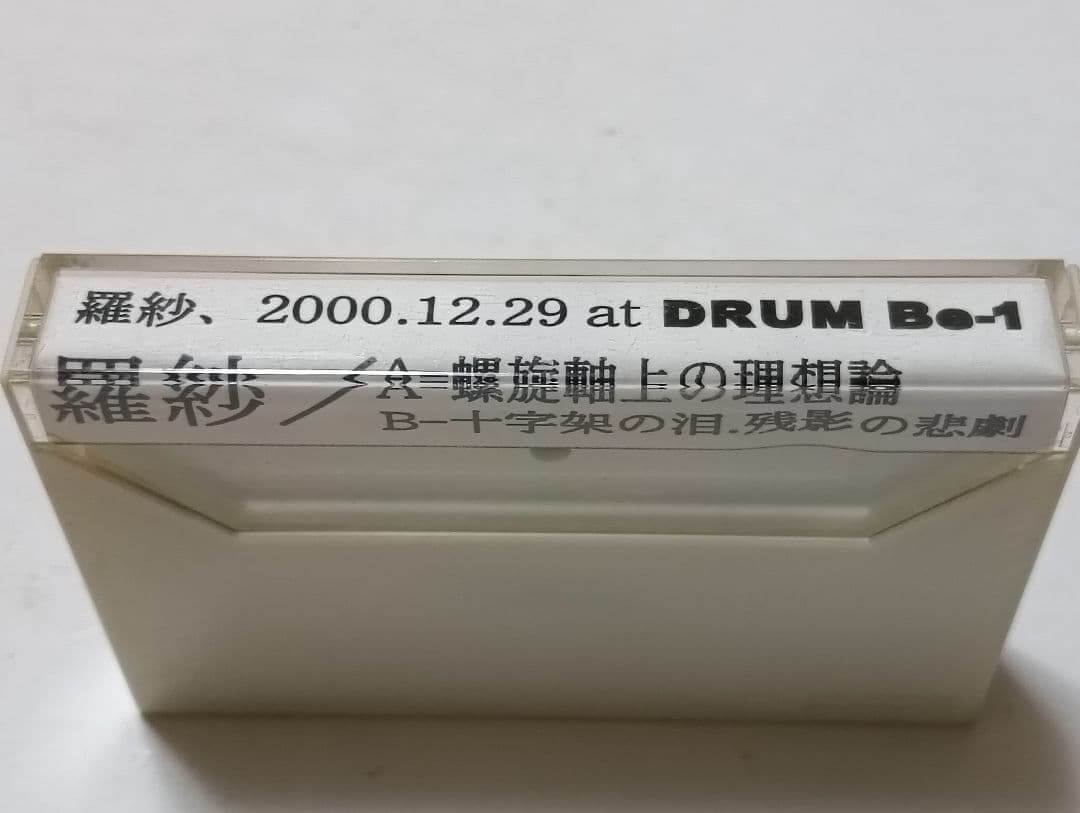 羅紗、2000.12.29 at DRUM Be-1
羅紗／A=螺旋軸上の理想論
B-十字架の泪.残影の悲劇